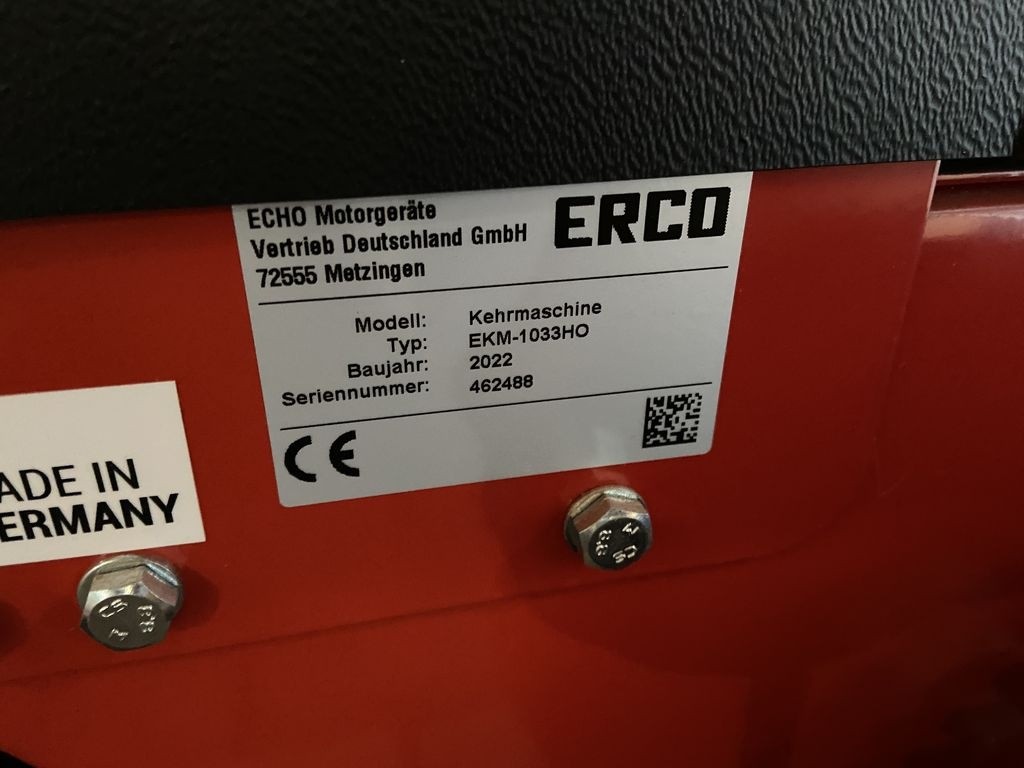 ECHO Motorgeräte
Vertrieb Deutschland GmbH
72555 Metzingen
ERCO
Modell: Kehrmaschine
Typ: EKM-1033HO
Baujahr: 2022
Seriennummer: 462488
CE
ADE IN
ERMANY